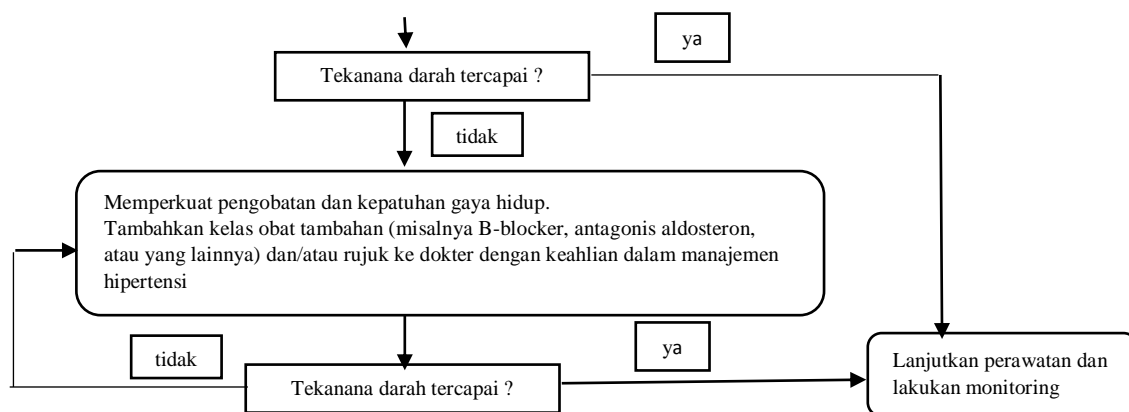 ya
Tekanana darah tercapai ?
tidak
Memperkuat pengobatan dan kepatuhan gaya hidup.
Tambahkan kelas obat tambahan (misalnya B-blocker, antagonis aldosteron,
atau yang lainnya) dan/atau rujuk ke dokter dengan keahlian dalam manajemen
hipertensi
tidak
ya
Tekanana darah tercapai ?
Lanjutkan perawatan dan
lakukan monitoring